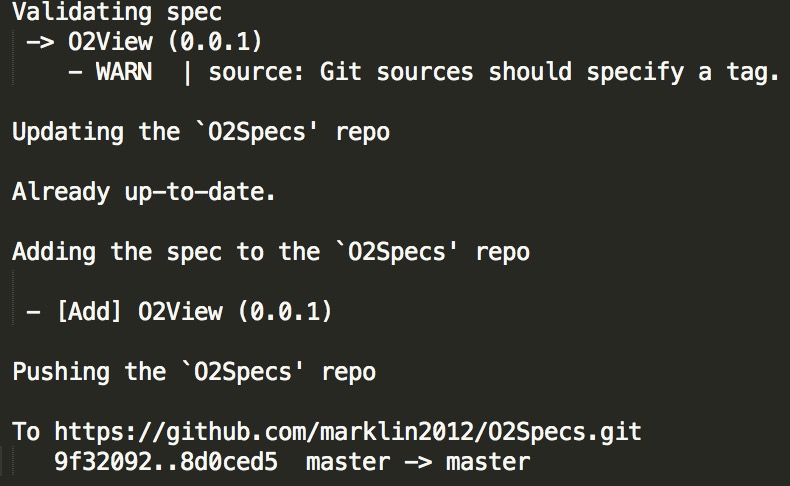 Validating spec
-> O2View (0.0.1)
- WARN | source: Git sources should specify a tag.
Updating the `O2Specs' repo
Already up-to-date.
Adding the spec to the `O2Specs' repo
- [Add] O2View (0.0.1)
Pushing the `O2Specs' repo
To https://github.com/marklin2012/O2Specs.git
9f32092..8d0ced5 master -> master